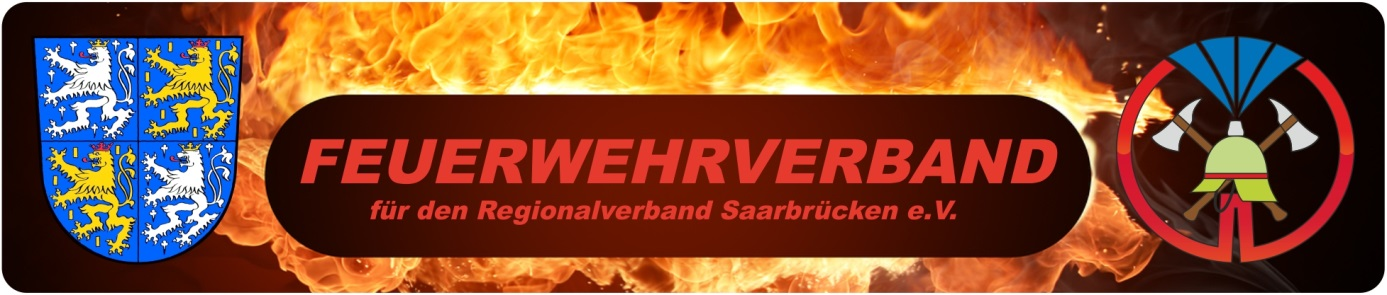 FEUERWEHRVERBAND
für den Regionalverband Saarbrücken e.V.